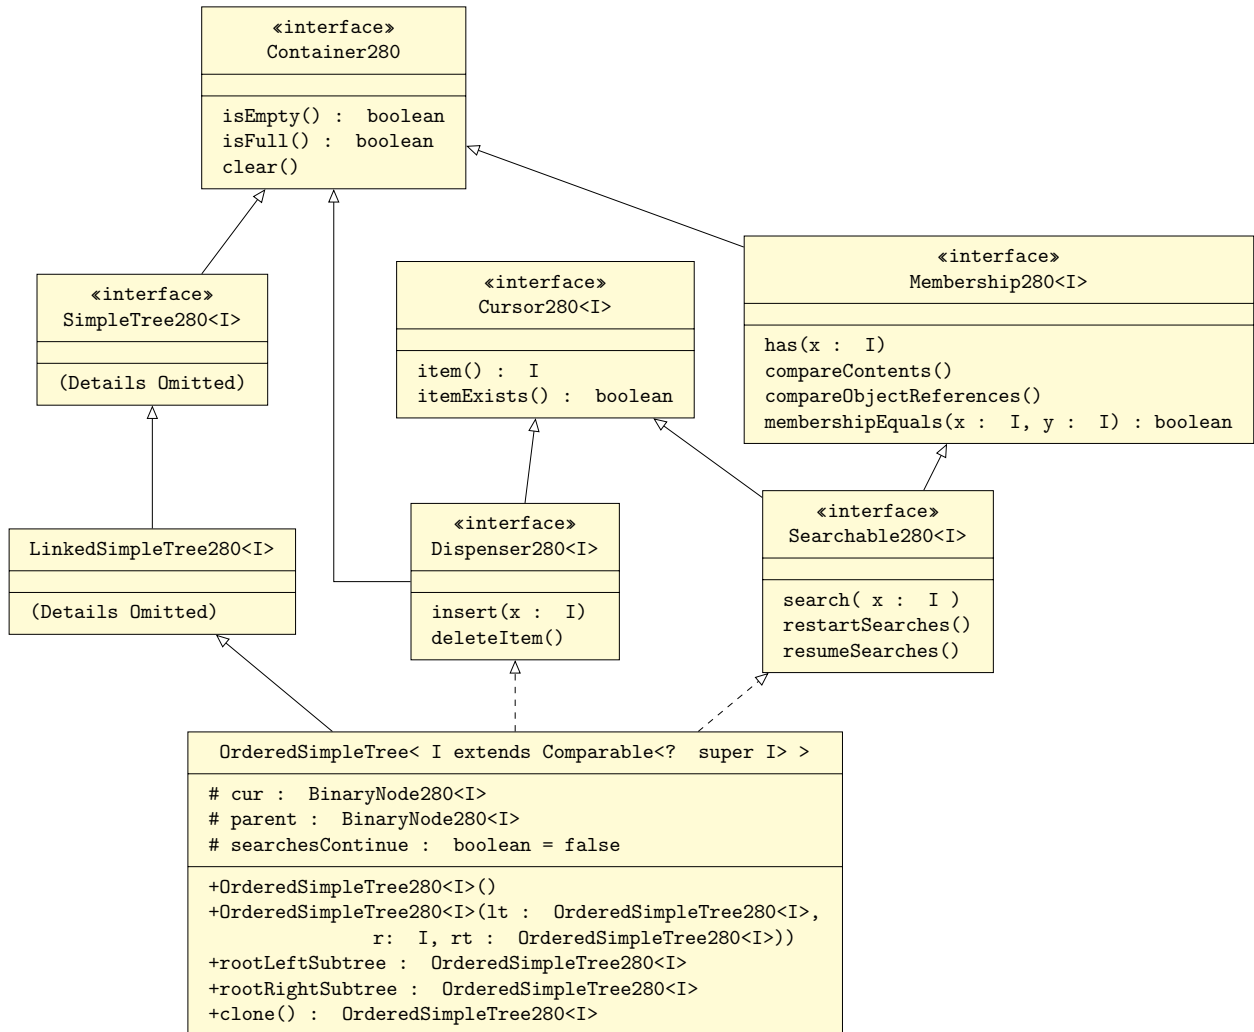 «interface»
Container280
isEmpty() : boolean
isFull() : boolean
clear()
«interface»
SimpleTree280<I>
(Details Omitted)
«interface»
Cursor280<I>
item() : I
itemExists() : boolean
«interface»
Membership280<I>
has(x : I)
compareContents()
compareObjectReferences()
membershipEquals(x : I, y : I) : boolean
LinkedSimpleTree280<I>
(Details Omitted)
«interface»
Dispenser280<I>
insert(x : I)
deleteItem()
«interface»
Searchable280<I>
search( x : I )
restartSearches()
resumeSearches()
OrderedSimpleTree< I extends Comparable<? super I> >
# cur : BinaryNode280<I>
# parent : BinaryNode280<I>
# searchesContinue : boolean = false
+OrderedSimpleTree280<I>()
+OrderedSimpleTree280<I>(lt : OrderedSimpleTree280<I>,
r: I, rt : OrderedSimpleTree280<I>))
+rootLeftSubtree : OrderedSimpleTree280<I>
+rootRightSubtree : OrderedSimpleTree280<I>
+clone() : OrderedSimpleTree280<I>